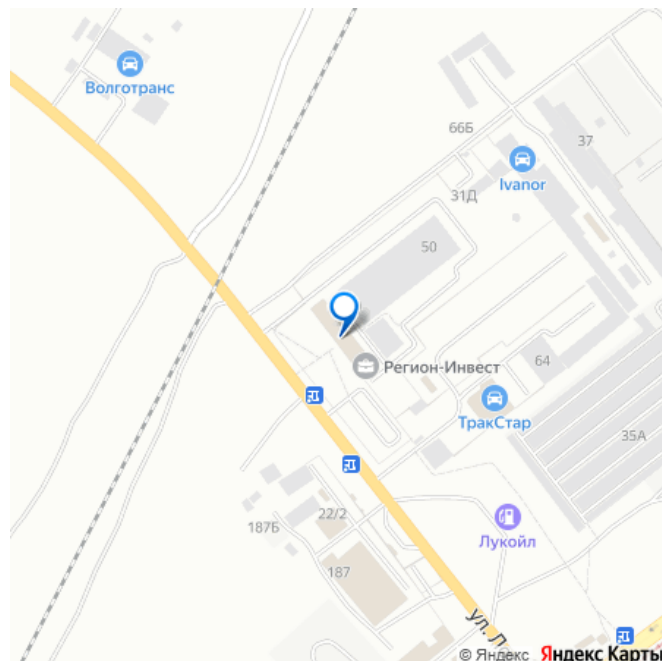 Волготранс
66Б
37
Ivanor
31Д
50
Регион-Инвест
64
ТракСтар
35А
22/2
187Б
Лукойл
187
ул. Л
© Яндекс Яндекс Карты